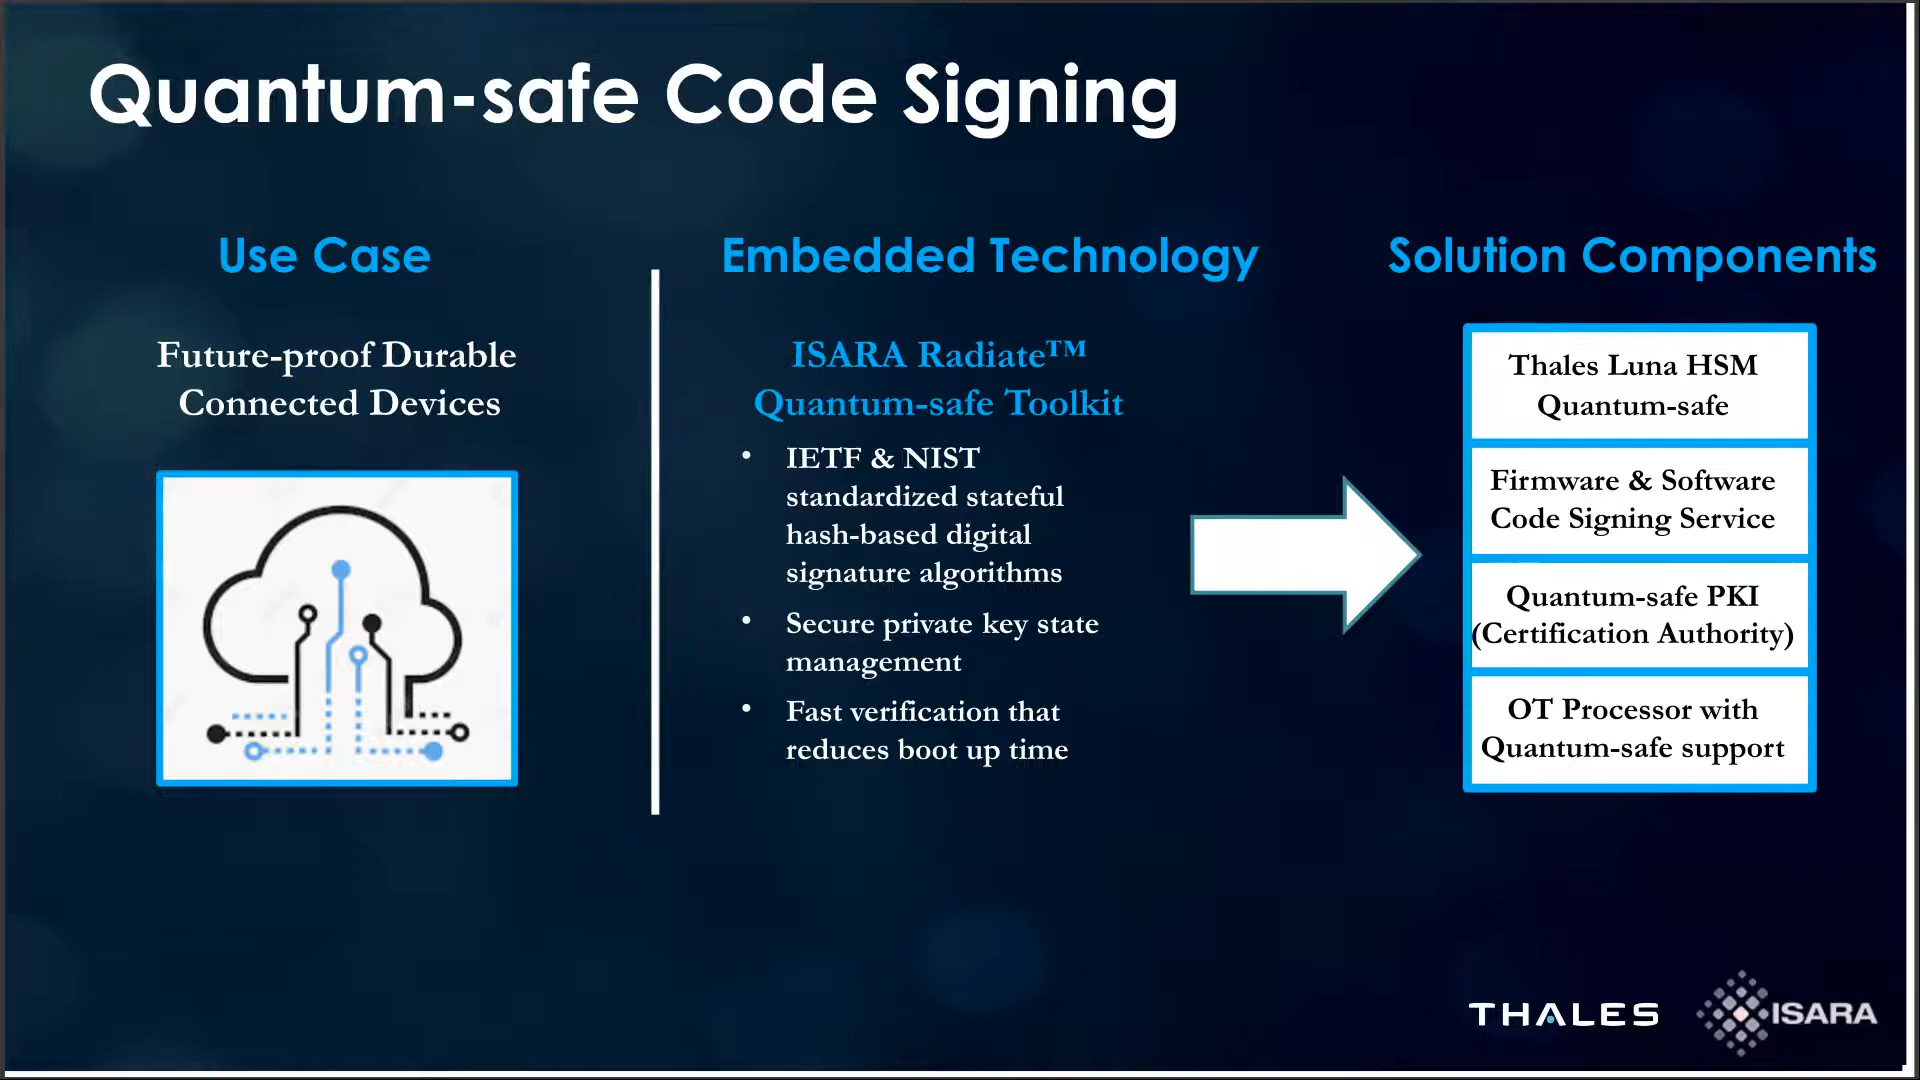 Quantum-safe Code Signing
Use Case
Future-proof Durable
Connected Devices
Embedded Technology
ISARA Radiate™
Quantum-safe Toolkit
• IETF & NIST
standardized stateful
hash-based digital
signature algorithms
• Secure private key state
management
• Fast verification that
reduces boot up time
Solution Components
Thales Luna HSM
Quantum-safe
Firmware & Software
Code Signing Service
Quantum-safe PKI
(Certification Authority)
OT Processor with
Quantum-safe support
THALES
ISARA